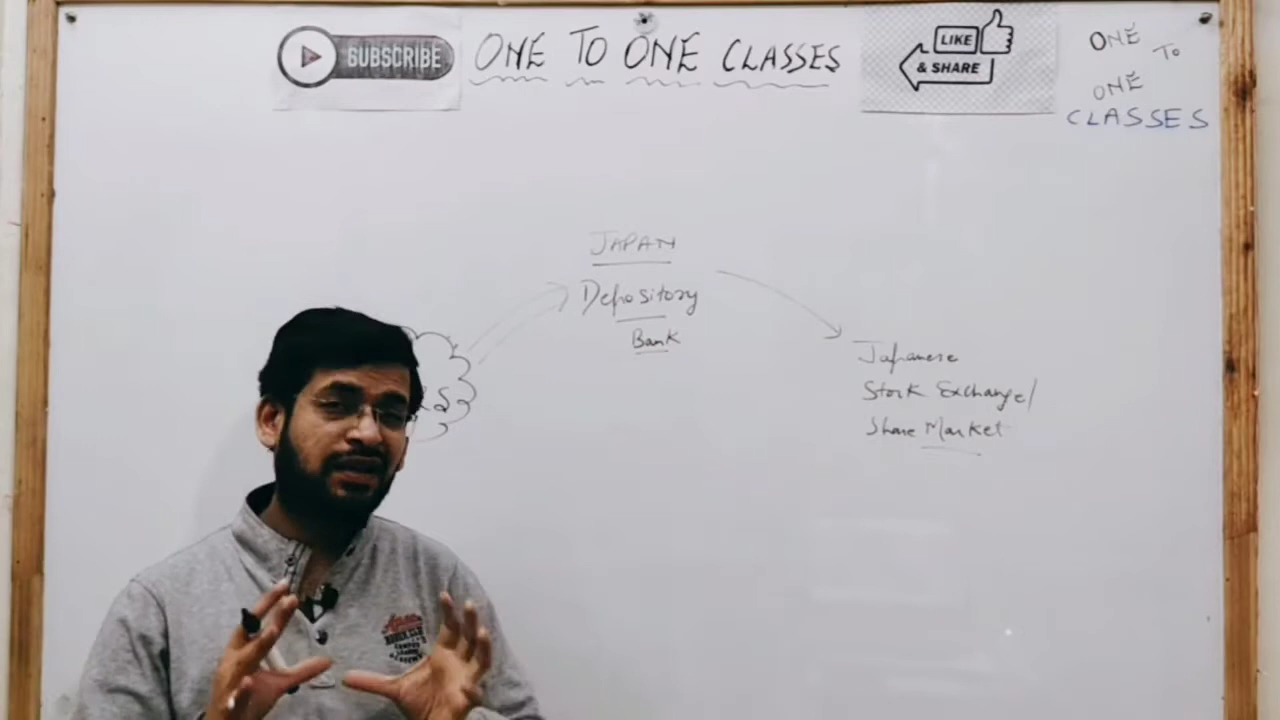 SUBSCRIBE
ONE TO ONE CLASSES
LIKE
& SHARE
ONE
TO
ONE
CLASSES
JAPAN
Depository
Bank
Japanese
Stock Exchange/
Share Market